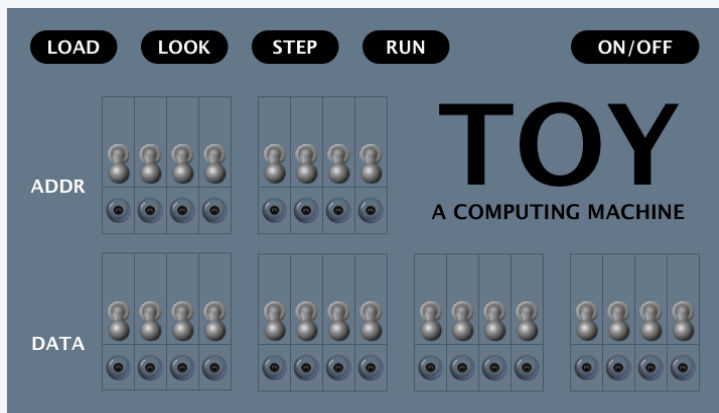 LOAD LOOK STEP RUN ON/OFF
TOY
ADDR
A COMPUTING MACHINE
DATA